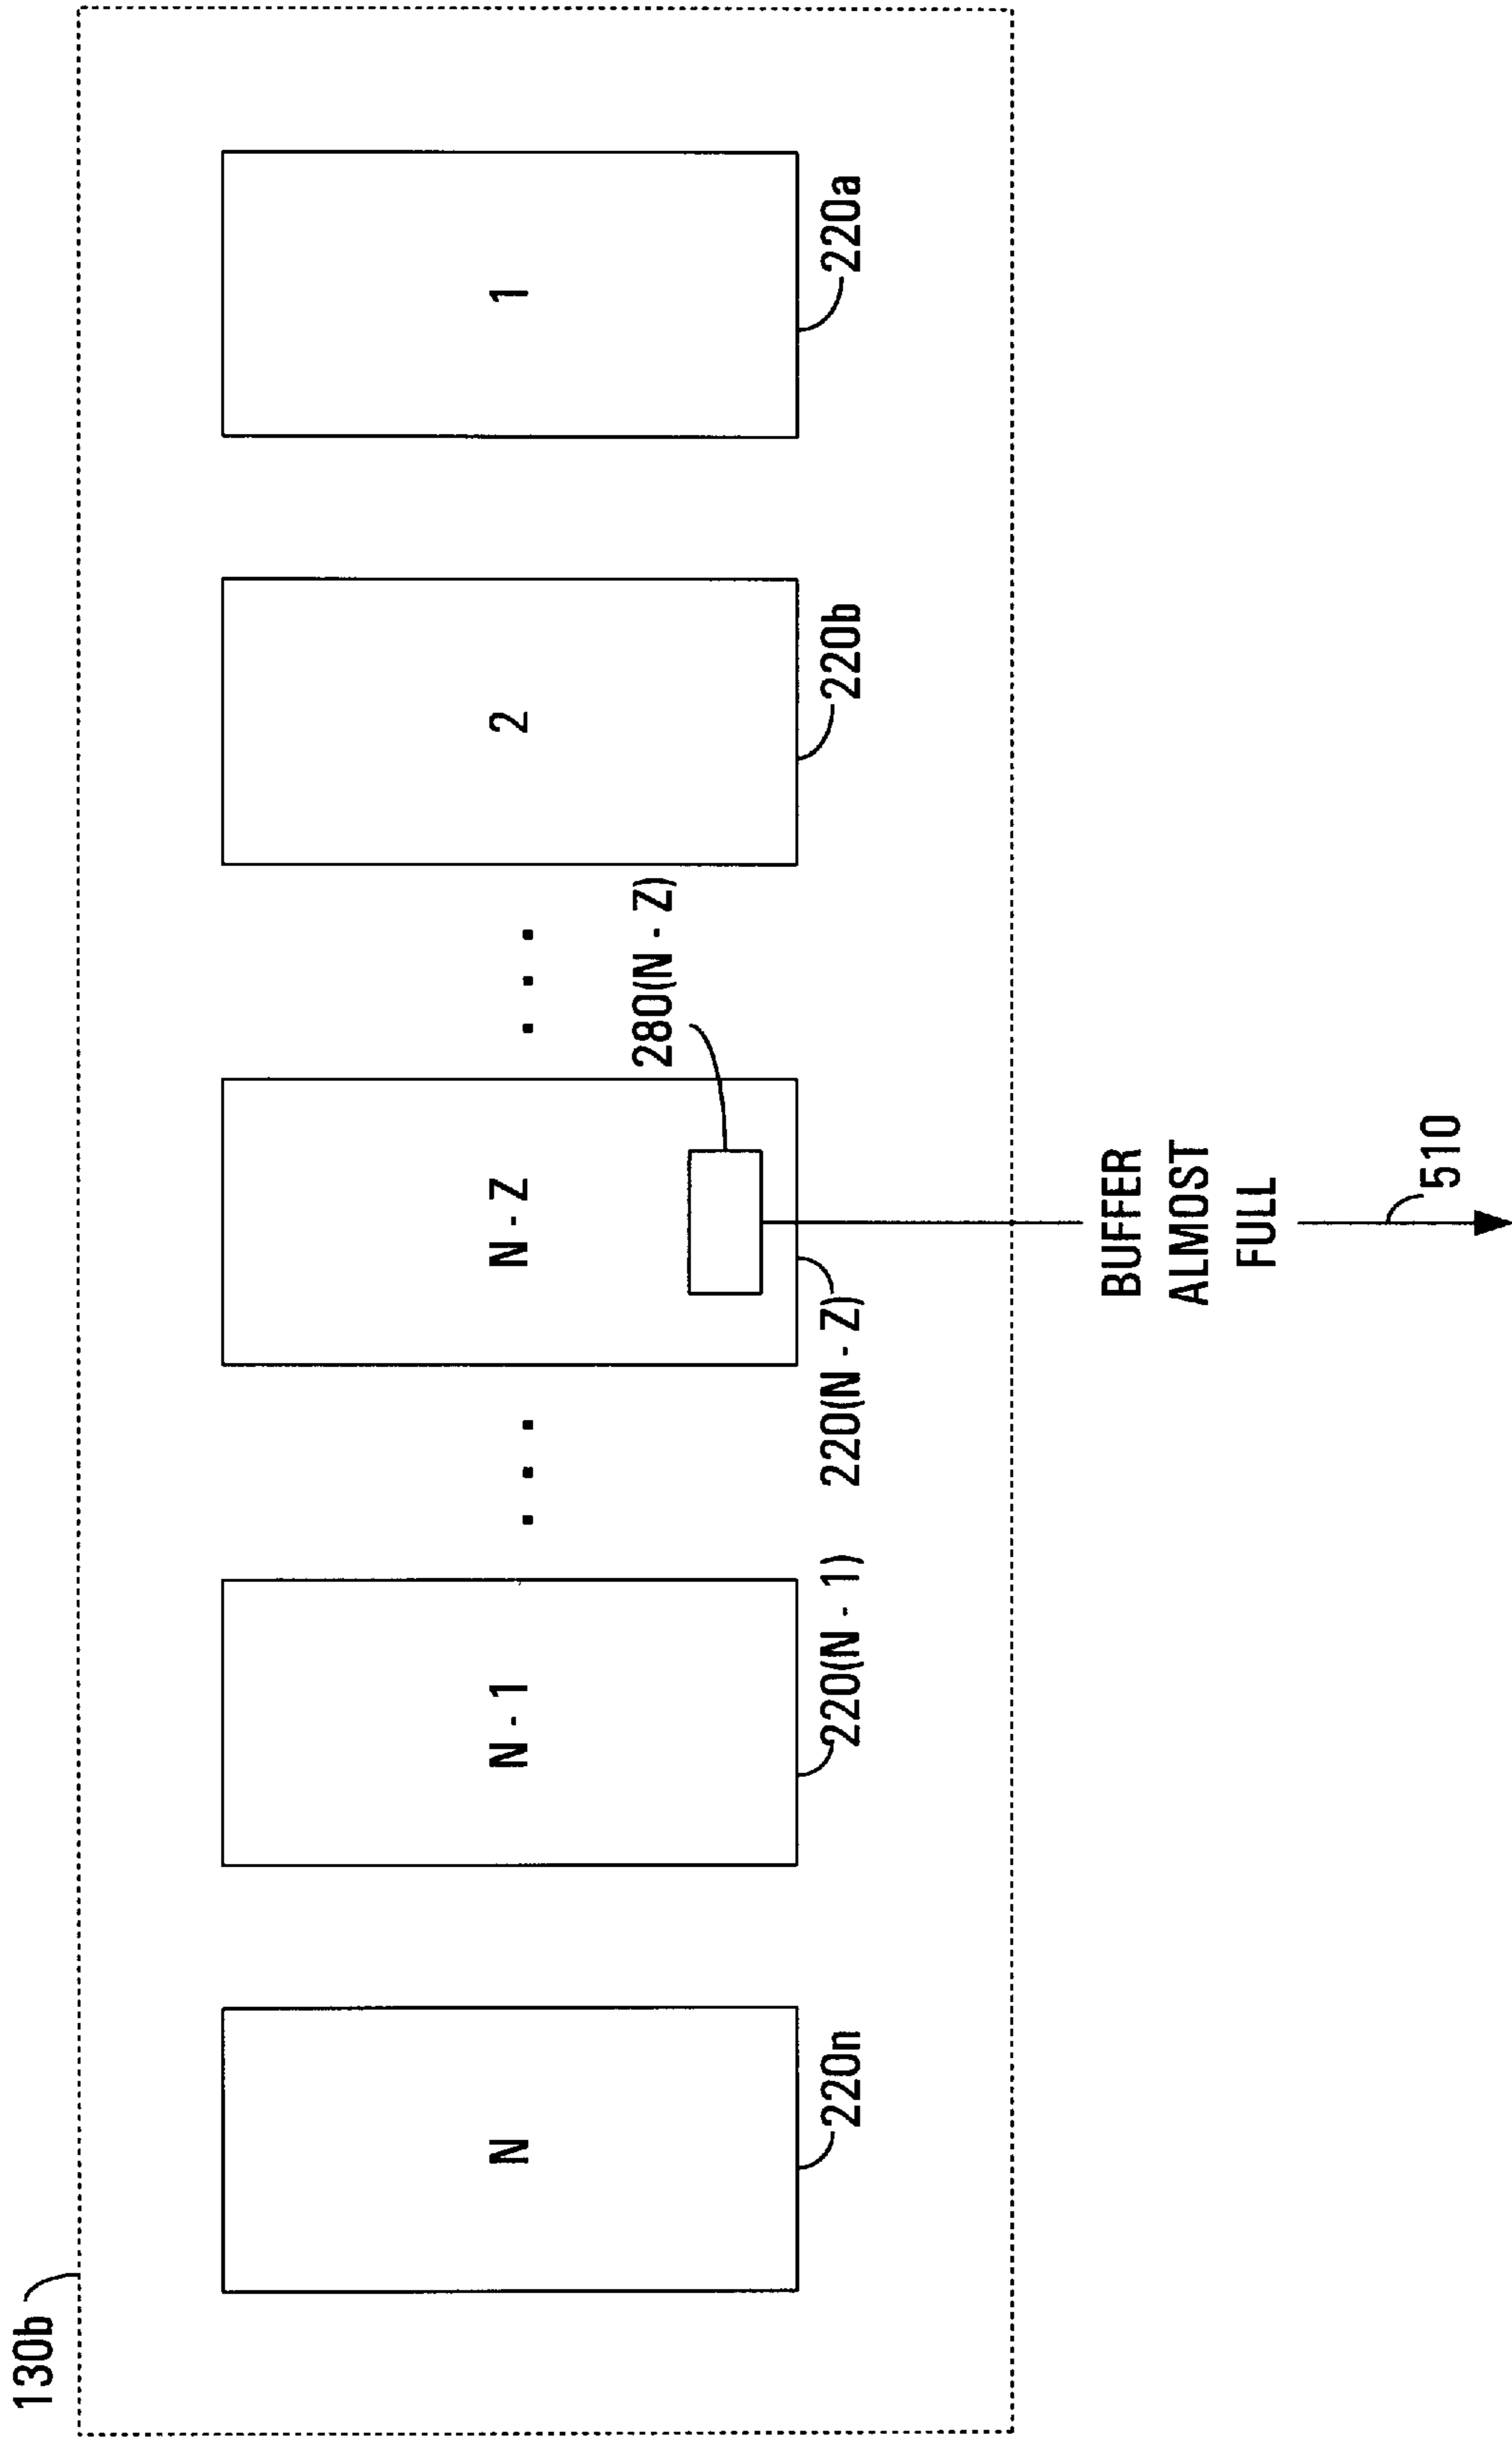 130b
N
N - 1
. . .
N - Z
. . .
2
1
280(N - Z)
220n
220(N - 1)
220(N - Z)
220b
220a
BUFFER
ALMOST
FULL
510